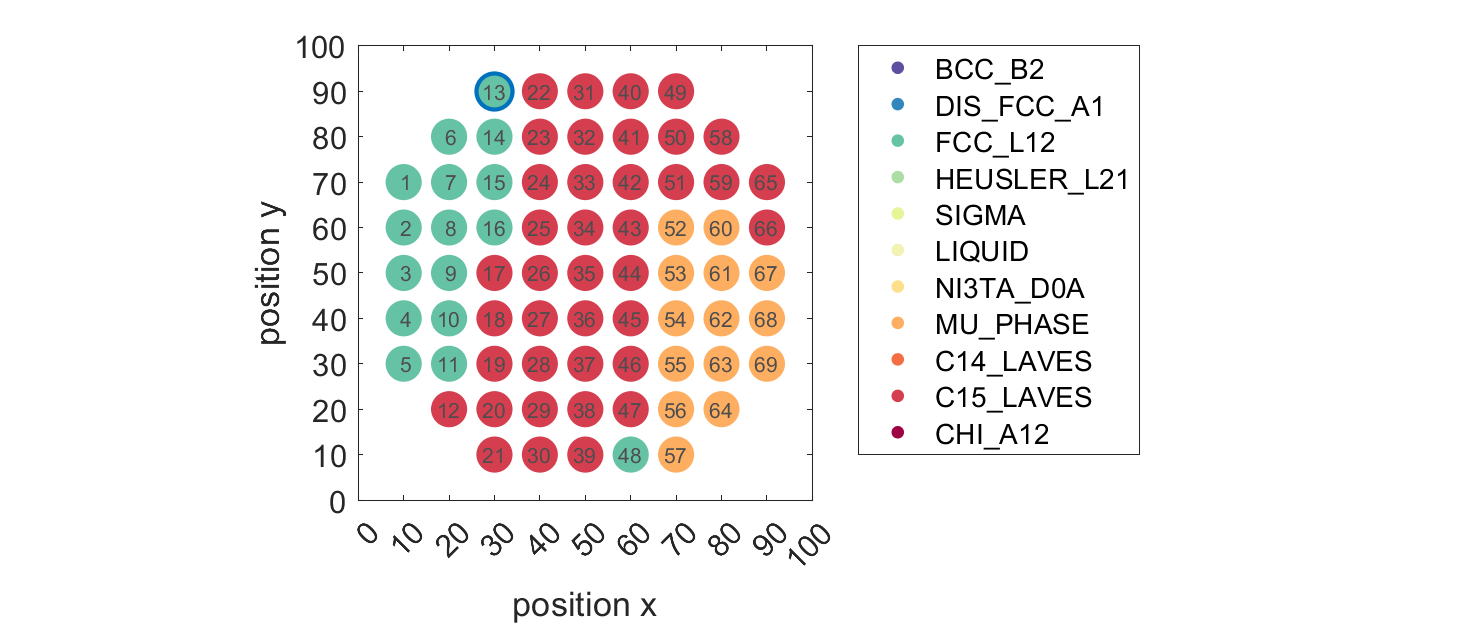 100
90
80
70
60
50
40
30
20
10
0
position y
13 22 31 40 49
6 14 23 32 41 50 58
1 7 15 24 33 42 51 59 65
2 8 16 25 34 43 52 60 66
3 9 17 26 35 44 53 61 67
4 10 18 27 36 45 54 62 68
5 11 19 28 37 46 55 63 69
12 20 29 38 47 56 64
21 30 39 48 57
0 10 20 30 40 50 60 70 80 90 100
position x
BCC_B2
DIS_FCC_A1
FCC_L12
HEUSLER_L21
SIGMA
LIQUID
NI3TA_D0A
MU_PHASE
C14_LAVES
C15_LAVES
CHI_A12